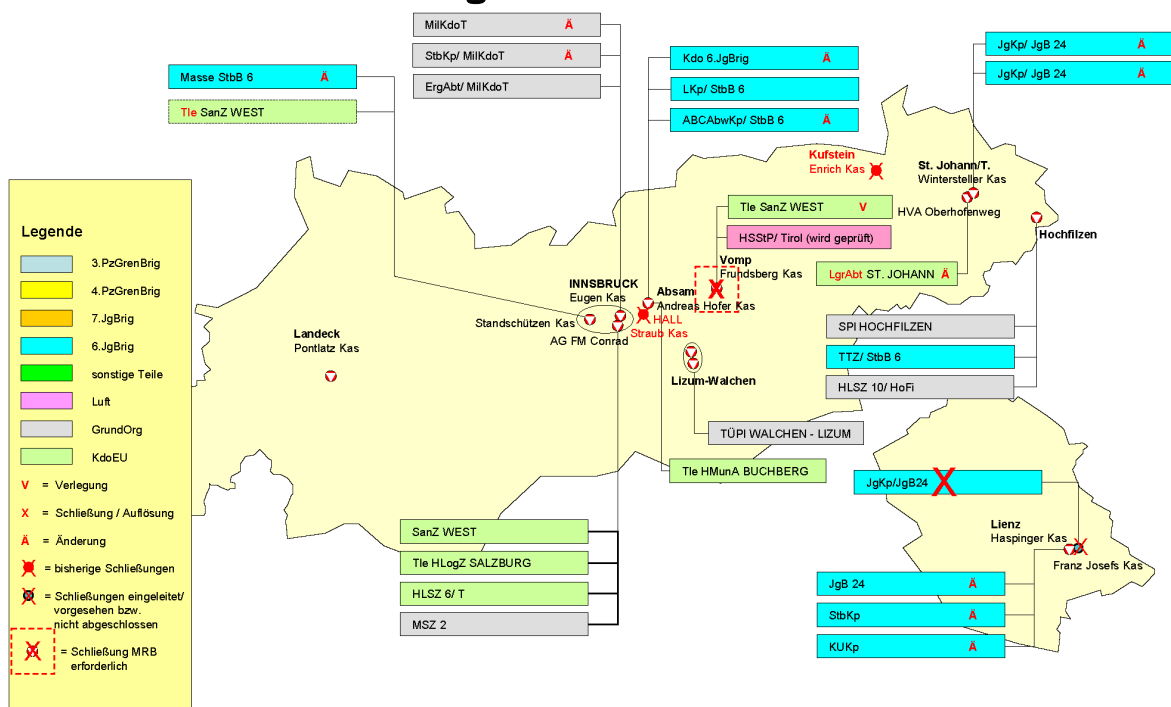 MilKdoT Ä
StbKp/ MilKdoT Ä
ErgAbt/ MilKdoT
Masse StbB 6 Ä
Tle SanZ WEST
Kdo 6.JgBrig Ä
LKp/ StbB 6
ABCAbwKp/ StbB 6 Ä
JgKp/ JgB 24 Ä
JgKp/ JgB 24 Ä
Kufstein
Enrich Kas
St. Johann/T.
Wintersteller Kas
HVA Oberhofenweg
Hochfilzen
Tle SanZ WEST V
HSStP/ Tirol (wird geprüft)
Vomp
Frundsberg Kas
LgrAbt ST. JOHANN Ä
INNSBRUCK
Eugen Kas
Standschützen Kas
AG FM Conrad
Absam
Andreas Hofer Kas
HALL
Straub Kas
Landeck
Pontlatz Kas
Lizum-Walchen
SPI HOCHFILZEN
TTZ/ StbB 6
HLSZ 10/ HoFi
TÜPI WALCHEN - LIZUM
Tle HMunA BUCHBERG
JgKp/JgB24 X
Lienz
Haspinger Kas
Franz Josefs Kas
JgB 24 Ä
StbKp Ä
KUKp Ä
SanZ WEST
Tle HLogZ SALZBURG
HLSZ 6/ T
MSZ 2
Legende
3.PzGrenBrig
4.PzGrenBrig
7.JgBrig
6.JgBrig
sonstige Teile
Luft
GrundOrg
KdoEU
V = Verlegung
X = Schließung / Auflösung
Ä = Änderung
= bisherige Schließungen
= Schließungen eingeleitet/
vorgesehen bzw.
nicht abgeschlossen
= Schließung MRB
erforderlich